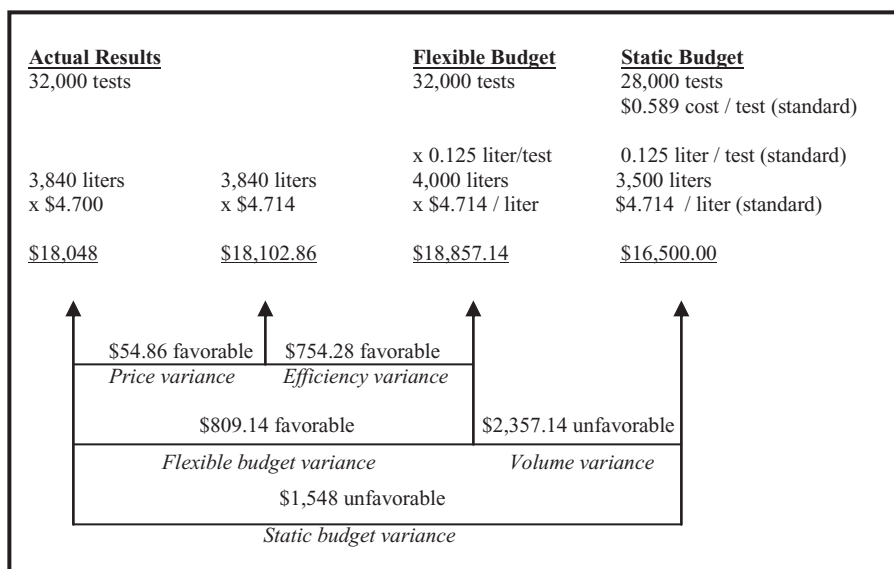 Actual Results Flexible Budget Static Budget
32,000 tests 32,000 tests 28,000 tests
$0.589 cost / test (standard)
x 0.125 liter/test 0.125 liter / test (standard)
3,840 liters 3,840 liters 4,000 liters 3,500 liters
x $4.700 x $4.714 x $4.714 / liter $4.714 / liter (standard)
$18,048 $18,102.86 $18,857.14 $16,500.00
$54.86 favorable $754.28 favorable
Price variance Efficiency variance
$809.14 favorable $2,357.14 unfavorable
Flexible budget variance Volume variance
$1,548 unfavorable
Static budget variance